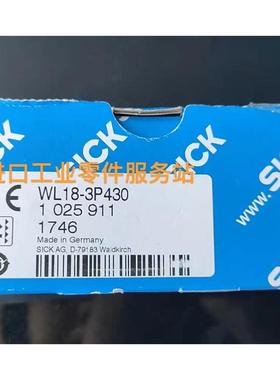 SICK
SICK
进口工业零件服务站
CE
WL18-3P430
1 025 911
1746
Made in Germany
SICK AG, D-79183 Waldkirch